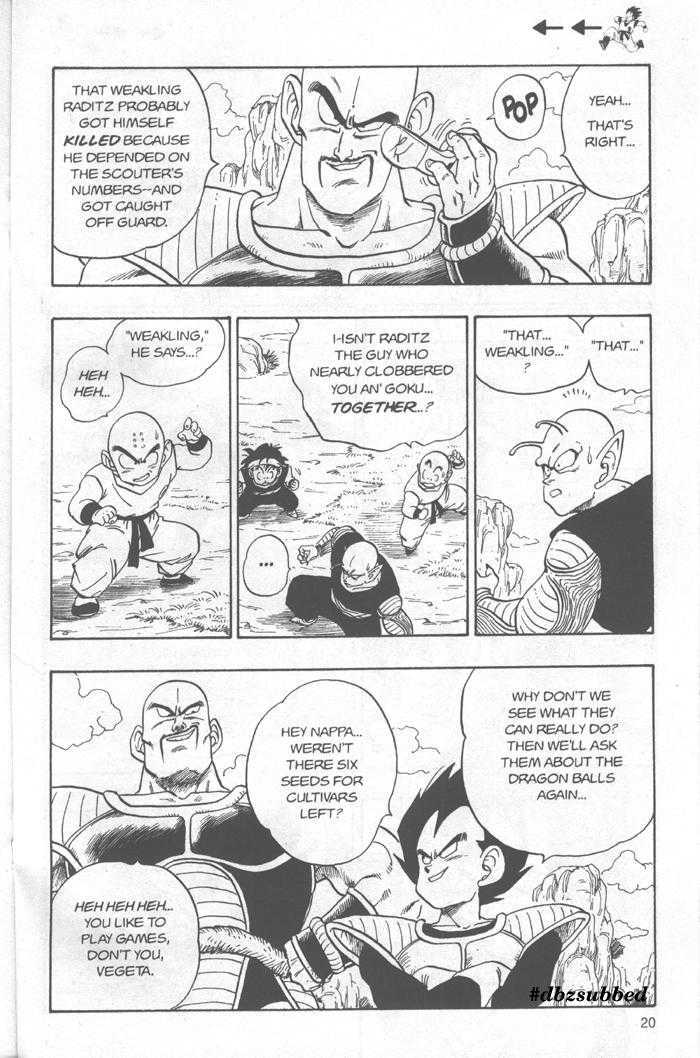 YEAH...
THAT'S
RIGHT...
POP
THAT WEAKLING
RADITZ PROBABLY
GOT HIMSELF
KILLED BECAUSE
HE DEPENDED ON
THE SCOUTER'S
NUMBERS--AND
GOT CAUGHT
OFF GUARD.
"THAT..."
"THAT...
WEAKLING..."
?
I-ISN'T RADITZ
THE GUY WHO
NEARLY CLOBBERED
YOU AN' GOKU...
TOGETHER...?
...
"WEAKLING,"
HE SAYS...?
HEH
HEH...
WHY DON'T WE
SEE WHAT THEY
CAN REALLY DO?
THEN WE'LL ASK
THEM ABOUT THE
DRAGON BALLS
AGAIN...
HEY NAPPA...
WEREN'T
THERE SIX
SEEDS FOR
CULTIVARS
LEFT?
HEH HEH HEH...
YOU LIKE TO
PLAY GAMES,
DON'T YOU,
VEGETA.
#dbzsubbed
20